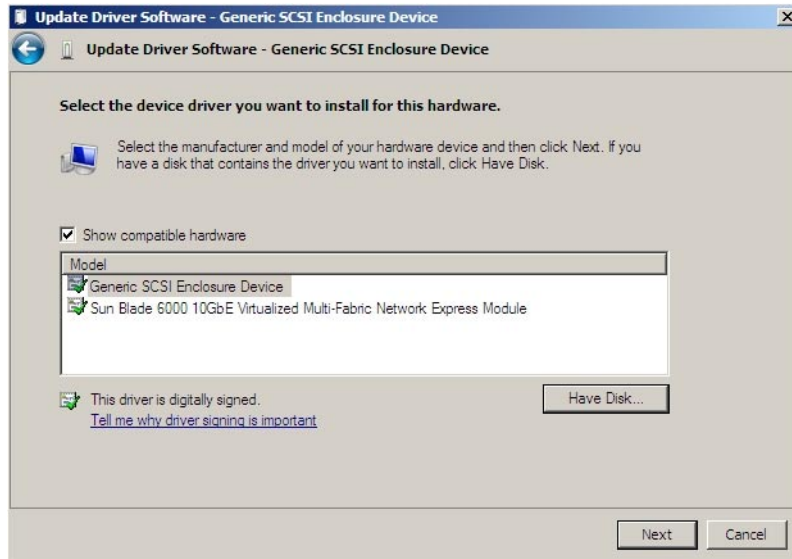 Update Driver Software - Generic SCSI Enclosure Device
Update Driver Software - Generic SCSI Enclosure Device
Select the device driver you want to install for this hardware.
Select the manufacturer and model of your hardware device and then click Next. If you
have a disk that contains the driver you want to install, click Have Disk.
Show compatible hardware
Model
Generic SCSI Enclosure Device
Sun Blade 6000 10GbE Virtualized Multi-Fabric Network Express Module
This driver is digitally signed.
Have Disk...
Tell me why driver signing is important
Next
Cancel